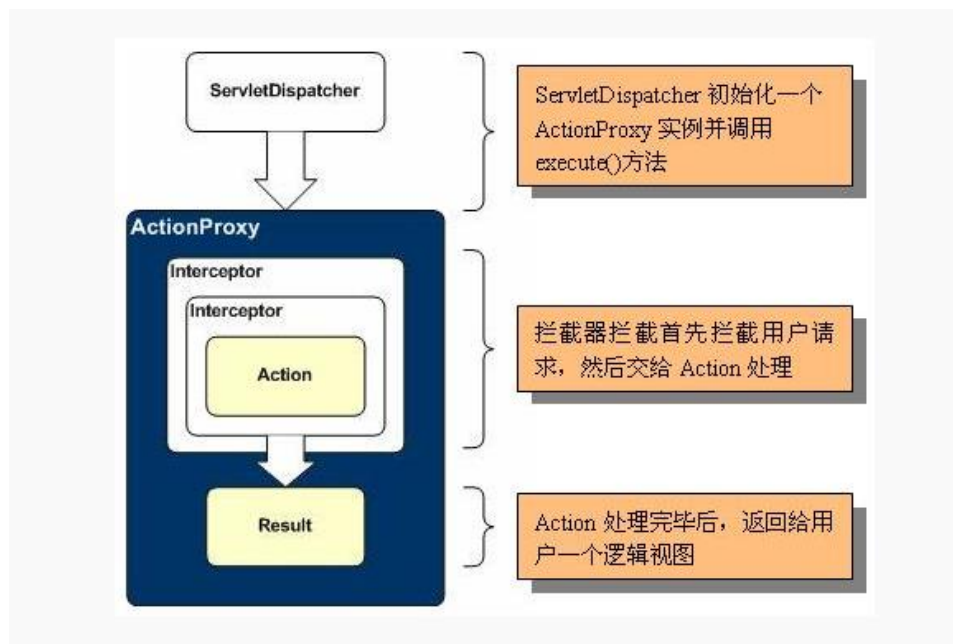 ServletDispatcher
ServletDispatcher 初始化一个
ActionProxy 实例并调用
execute()方法
ActionProxy
Interceptor
Interceptor
Action
拦截器拦截首先拦截用户请
求，然后交给 Action 处理
Result
Action 处理完毕后，返回给用
户一个逻辑视图